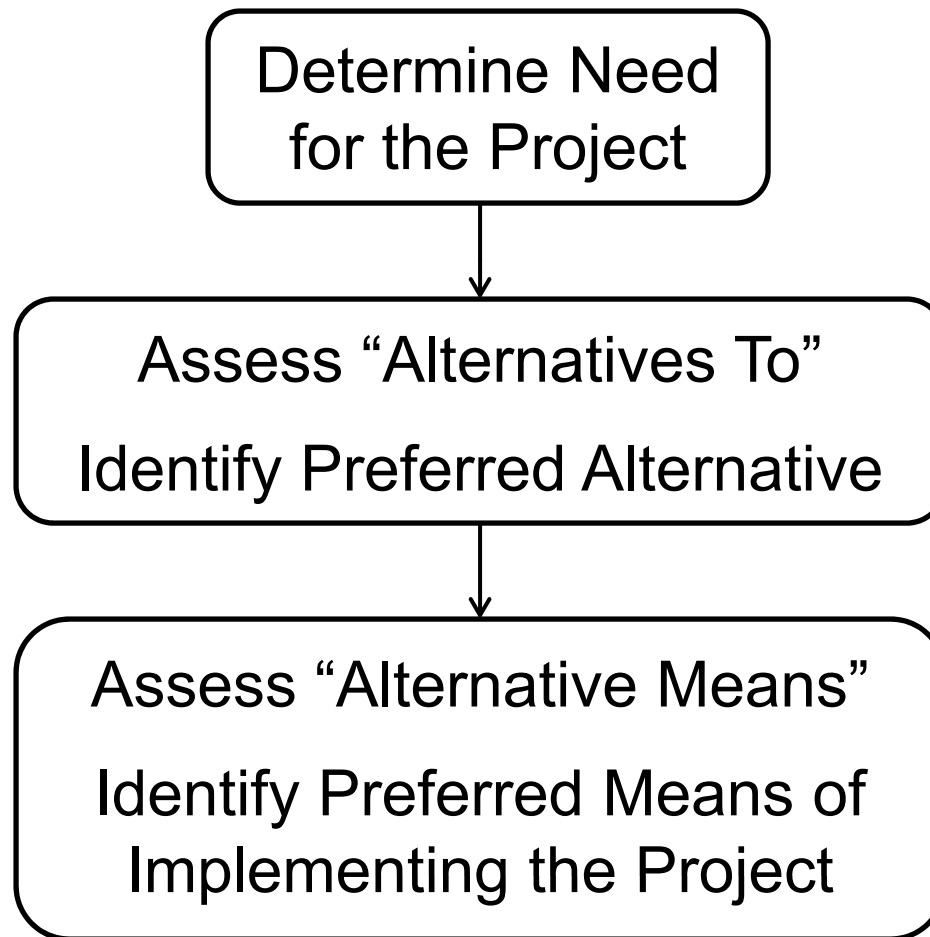 Determine Need
for the Project
Assess “Alternatives To”
Identify Preferred Alternative
Assess “Alternative Means”
Identify Preferred Means of
Implementing the Project